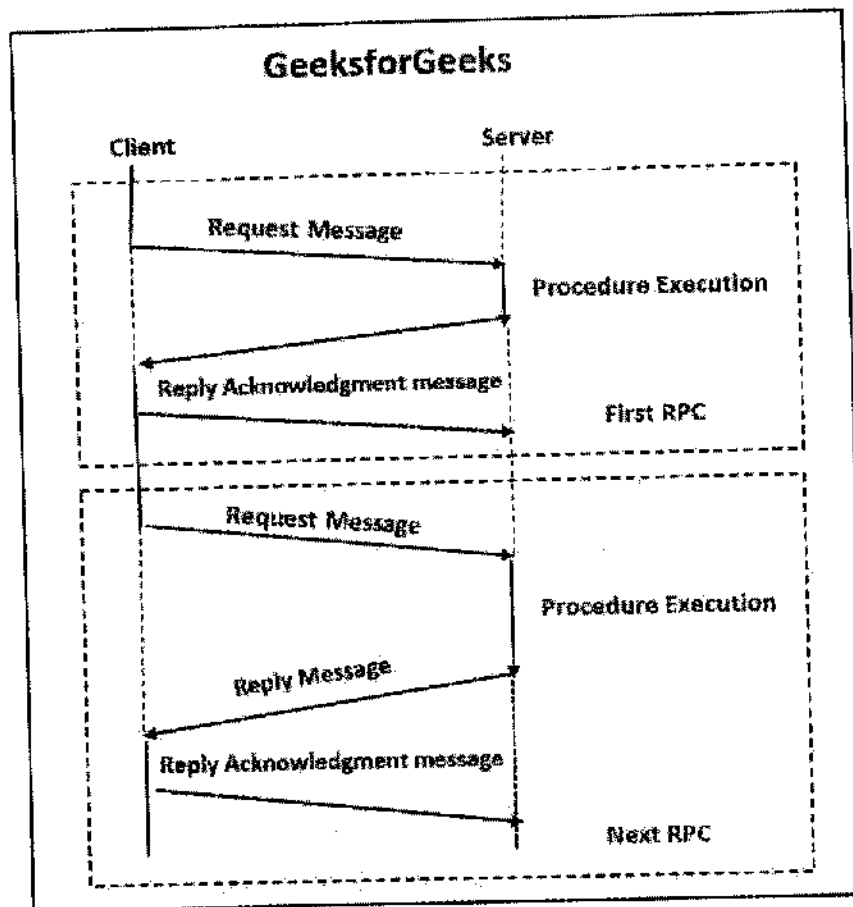 GeeksforGeeks
Client
Server
Request Message
Procedure Execution
Reply Acknowledgment message
First RPC
Request Message
Procedure Execution
Reply Message
Reply Acknowledgment message
Next RPC